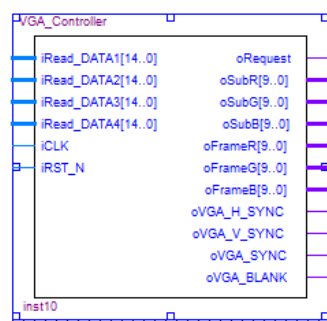 VGA_Controller
iRead_DATA1[14..0] oRequest
iRead_DATA2[14..0] oSubR[9..0]
iRead_DATA3[14..0] oSubG[9..0]
iRead_DATA4[14..0] oSubB[9..0]
iCLK oFrameR[9..0]
iRST_N oFrameG[9..0]
oFrameB[9..0]
oVGA_H_SYNC
oVGA_V_SYNC
oVGA_SYNC
oVGA_BLANK
inst10